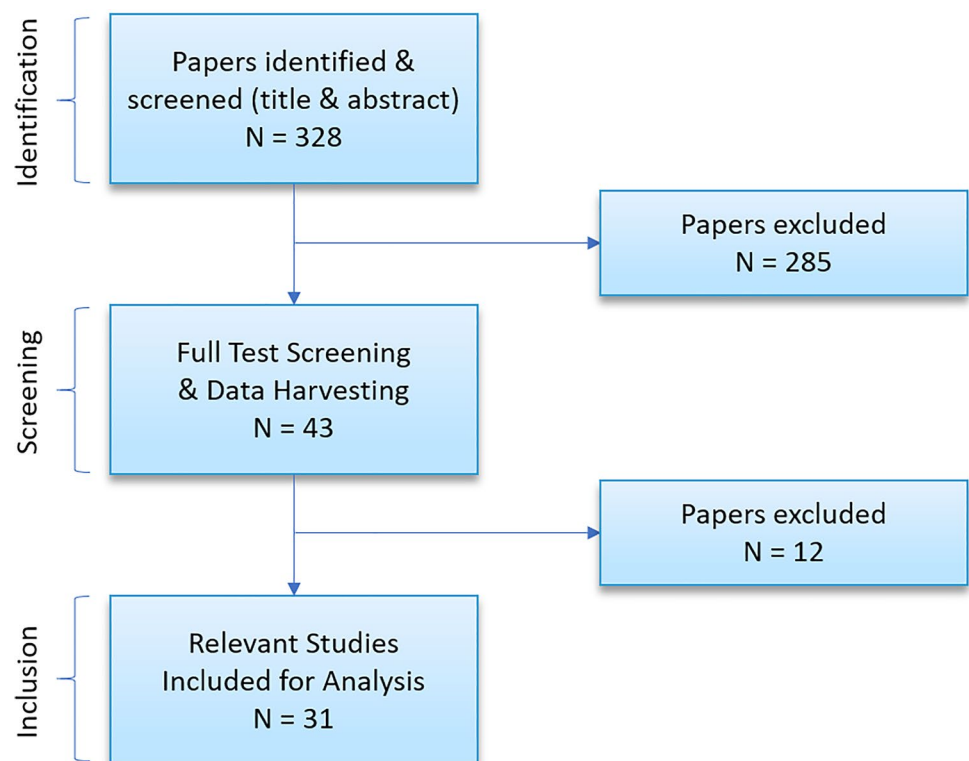 Identification
Papers identified &
screened (title & abstract)
N = 328
Papers excluded
N = 285
Screening
Full Test Screening
& Data Harvesting
N = 43
Papers excluded
N = 12
Inclusion
Relevant Studies
Included for Analysis
N = 31